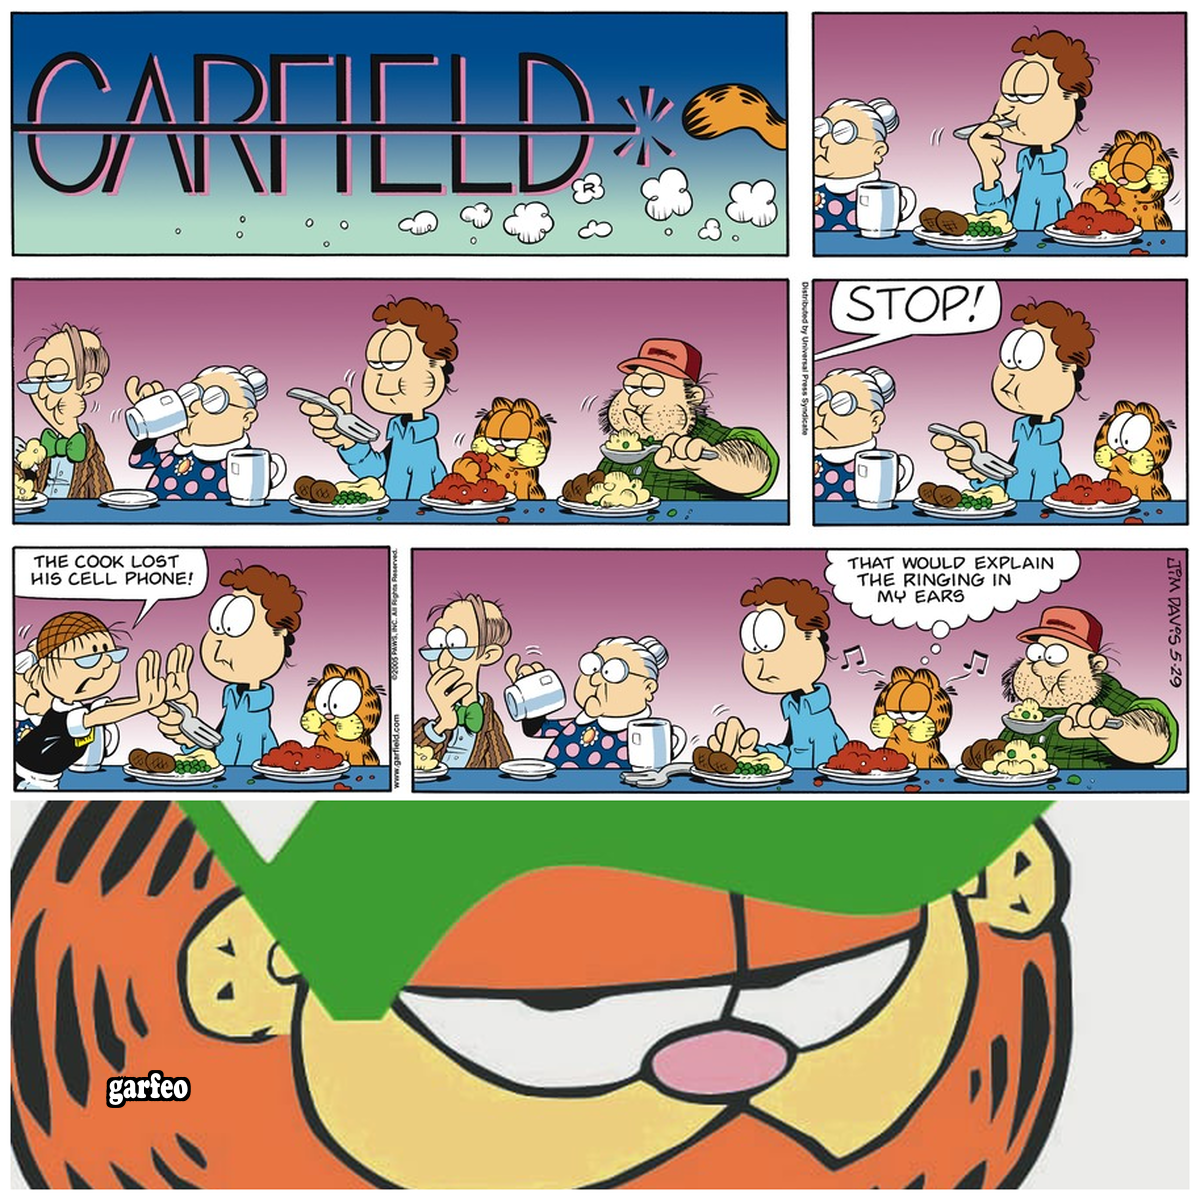 GARFIELD
R
STOP!
Distributed by Universal Press Syndicate
THE COOK LOST
HIS CELL PHONE!
©2005 PAWS, INC. All Rights Reserved.
www.garfield.com
THAT WOULD EXPLAIN
THE RINGING IN
MY EARS
JIM DAVIS 5-29
garfeo